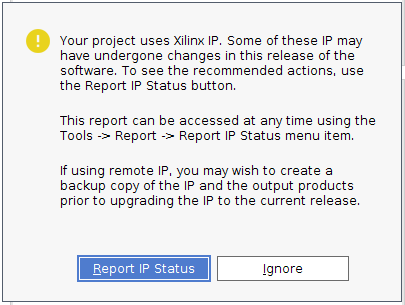 Your project uses Xilinx IP. Some of these IP may
have undergone changes in this release of the
software. To see the recommended actions, use
the Report IP Status button.
This report can be accessed at any time using the
Tools -> Report -> Report IP Status menu item.
If using remote IP, you may wish to create a
backup copy of the IP and the output products
prior to upgrading the IP to the current release.
Report IP Status
Ignore